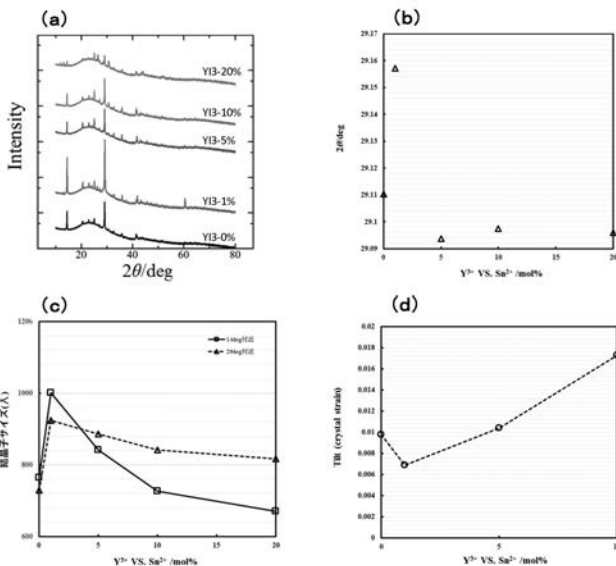 (a)
Intensity
YI3-20%
YI3-10%
YI3-5%
YI3-1%
YI3-0%
0 20 40 60 80
2θ/deg
(b)
2θ/deg
29.17
29.16
29.15
29.14
29.13
29.12
29.11
29.1
29.09
0 5 10 15 20
Y³⁺ VS. Sn²⁺ /mol%
(c)
結晶子サイズ(Å)
1000
800
600
14deg付近
28deg付近
0 5 10 15 20
Y³⁺ VS. Sn²⁺ /mol%
(d)
Tilt (crystal strain)
0.02
0.018
0.016
0.014
0.012
0.010
0.008
0.006
0.004
0.002
0
0 5
Y³⁺ VS. Sn²⁺ /mol%